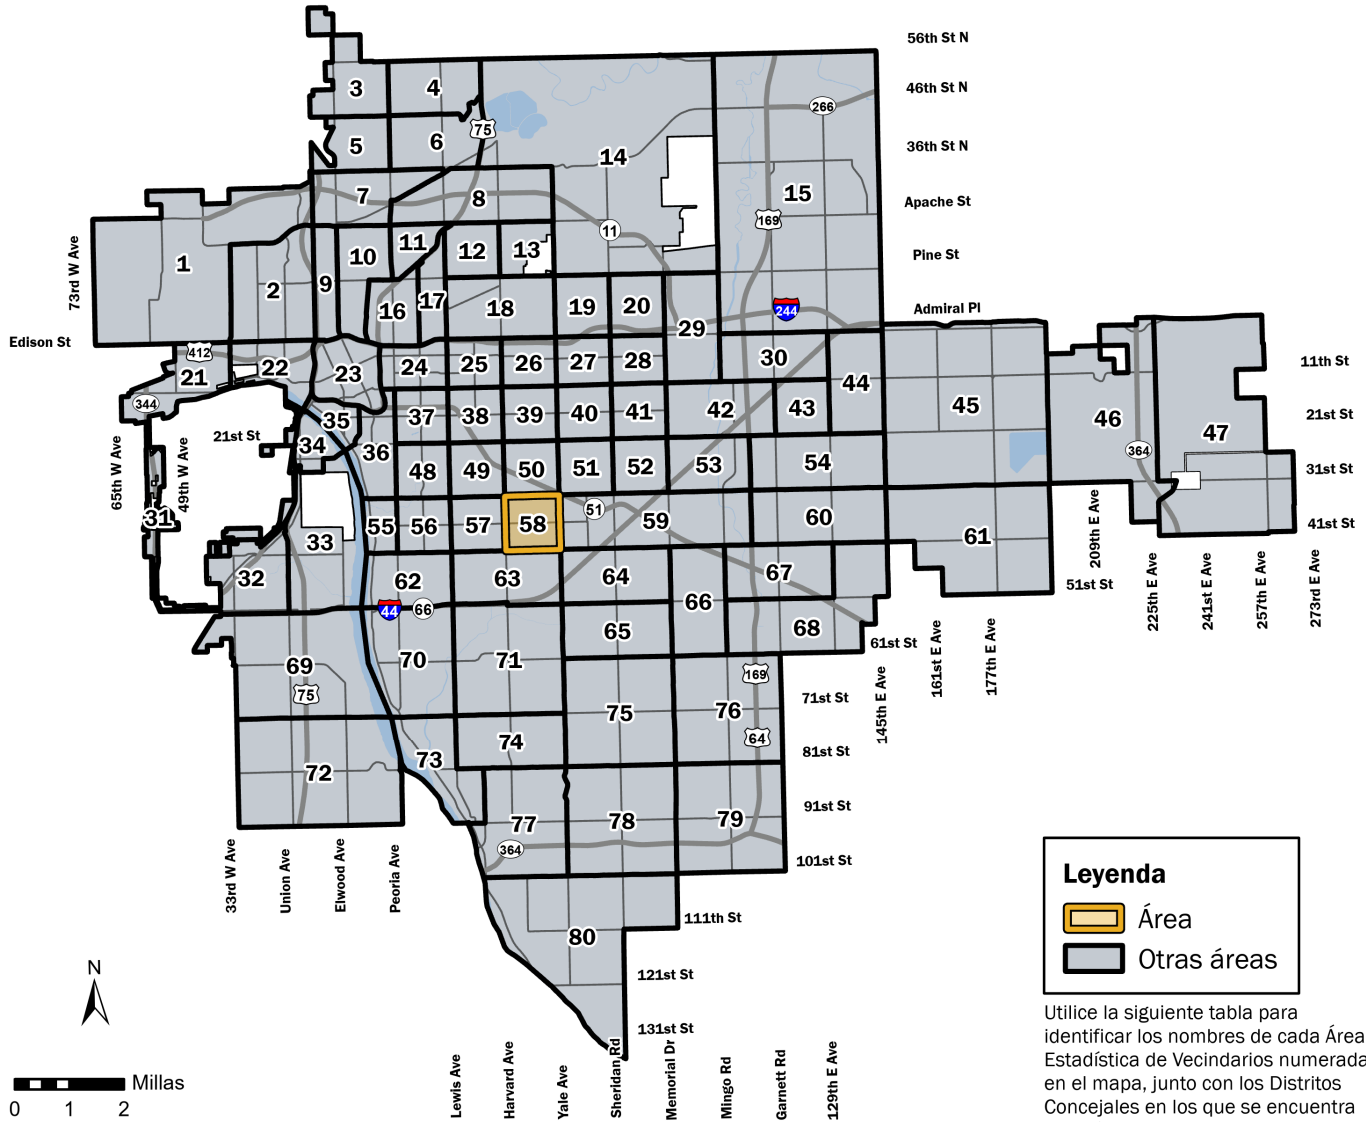 56th St N
46th St N
36th St N
Apache St
Pine St
Admiral Pl
73rd W Ave
Edison St
65th W Ave
49th W Ave
21st St
11th St
21st St
31st St
41st St
51st St
61st St
71st St
81st St
91st St
101st St
111th St
121st St
131st St
209th E Ave
225th E Ave
241st E Ave
257th E Ave
273rd E Ave
145th E Ave
161st E Ave
177th E Ave
33rd W Ave
Union Ave
Elwood Ave
Peoria Ave
Lewis Ave
Harvard Ave
Yale Ave
Sheridan Rd
Memorial Dr
Mingo Rd
Garnett Rd
129th E Ave
1
2
3
4
5
6
7
8
9
10
11
12
13
14
15
16
17
18
19
20
21
22
23
24
25
26
27
28
29
30
31
32
33
34
35
36
37
38
39
40
41
42
43
44
45
46
47
48
49
50
51
52
53
54
55
56
57
58
59
60
61
62
63
64
65
66
67
68
69
70
71
72
73
74
75
76
77
78
79
80
75
266
169
11
244
412
344
364
51
44
66
75
169
64
364
N
Millas
0 1 2
Leyenda
Área
Otras áreas
Utilice la siguiente tabla para
identificar los nombres de cada Área
Estadística de Vecindarios numerada
en el mapa, junto con los Distritos
Concejales en los que se encuentra